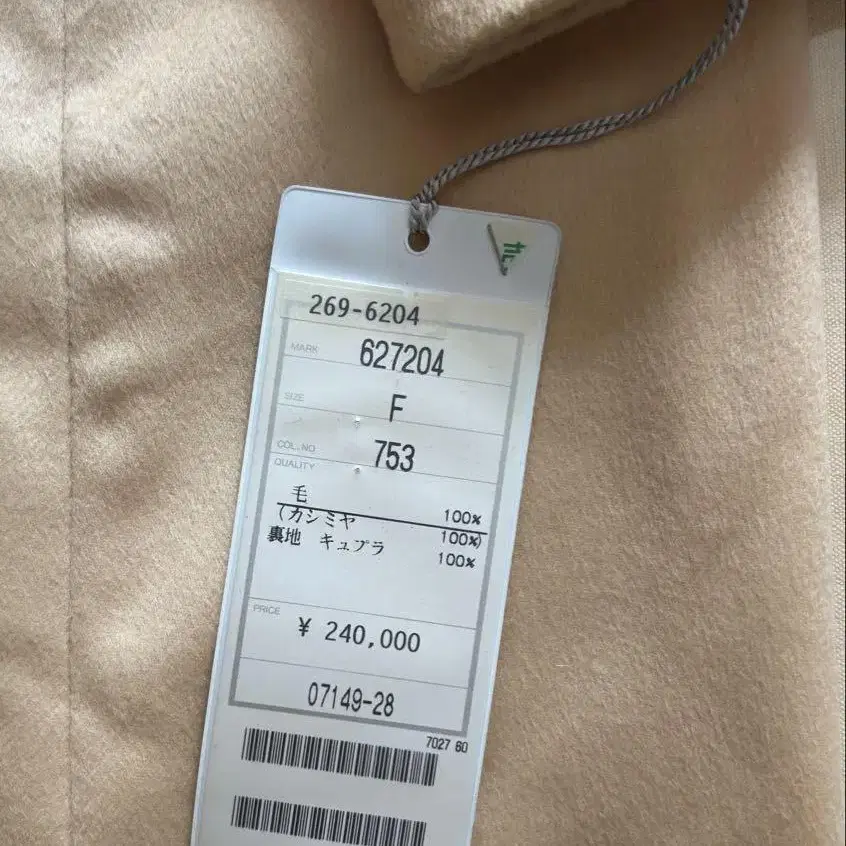 269-6204
MARK 627204
SIZE F
COL.NO 753
QUALITY
毛 100%
(カシミヤ 100%)
裏地 キュプラ 100%
PRICE
¥ 240,000
07149-28
7027 60